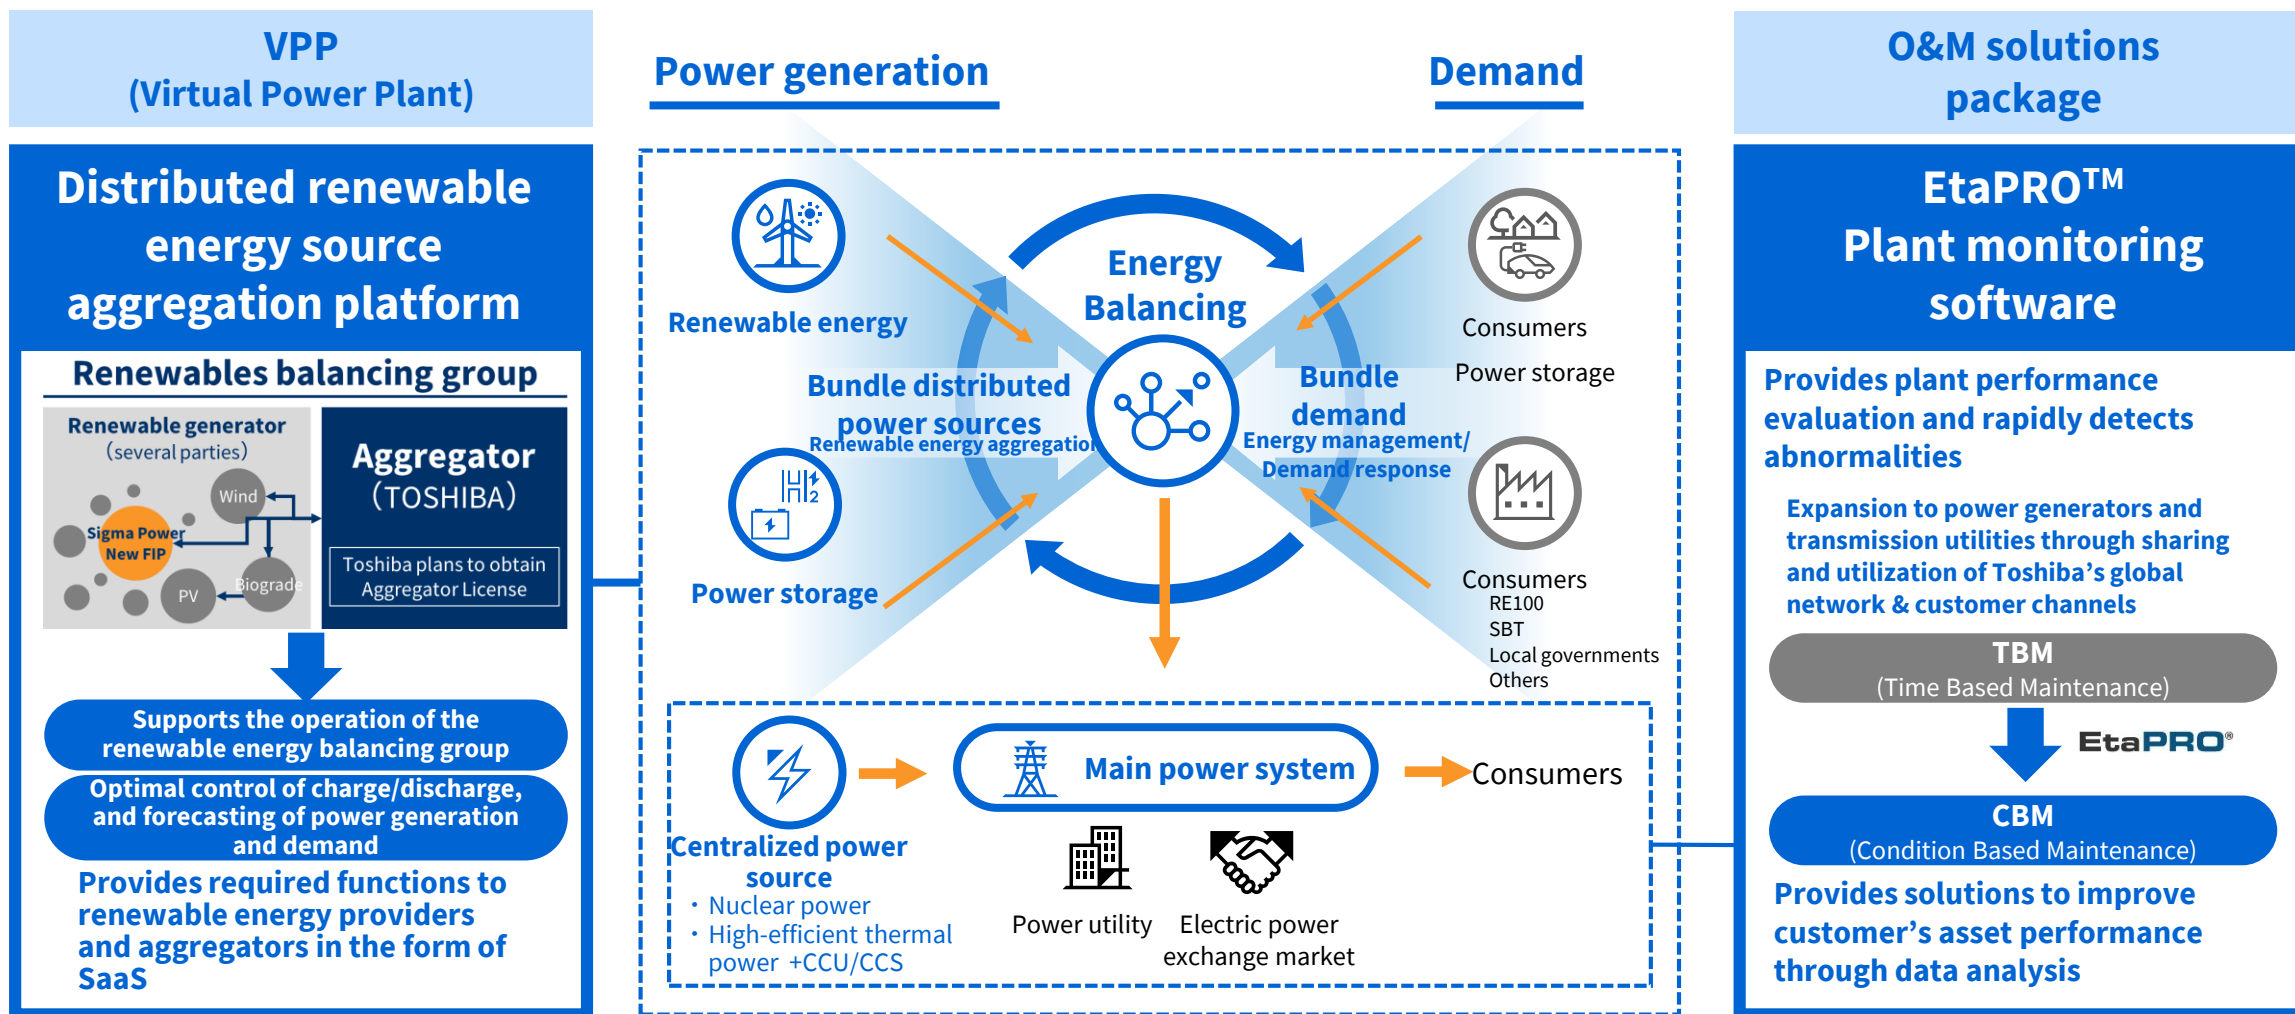 VPP
(Virtual Power Plant)
Distributed renewable
energy source
aggregation platform
Renewables balancing group
Renewable generator
(several parties)
Wind
Sigma Power
New FIP
PV
Biograde
Aggregator
(TOSHIBA)
Toshiba plans to obtain
Aggregator License
Supports the operation of the
renewable energy balancing group
Optimal control of charge/discharge,
and forecasting of power generation
and demand
Provides required functions to
renewable energy providers
and aggregators in the form of
SaaS
Power generation
Demand
Renewable energy
Energy
Balancing
Consumers
Power storage
Bundle distributed
power sources
Renewable energy aggregation
Bundle
demand
Energy management/
Demand response
H2
Power storage
Consumers
RE100
SBT
Local governments
Others
Main power system
Consumers
Centralized power
source
・Nuclear power
・High-efficient thermal
power +CCU/CCS
Power utility
Electric power
exchange market
O&M solutions
package
EtaPRO™
Plant monitoring
software
Provides plant performance
evaluation and rapidly detects
abnormalities
Expansion to power generators and
transmission utilities through sharing
and utilization of Toshiba’s global
network & customer channels
TBM
(Time Based Maintenance)
EtaPRO®
CBM
(Condition Based Maintenance)
Provides solutions to improve
customer’s asset performance
through data analysis